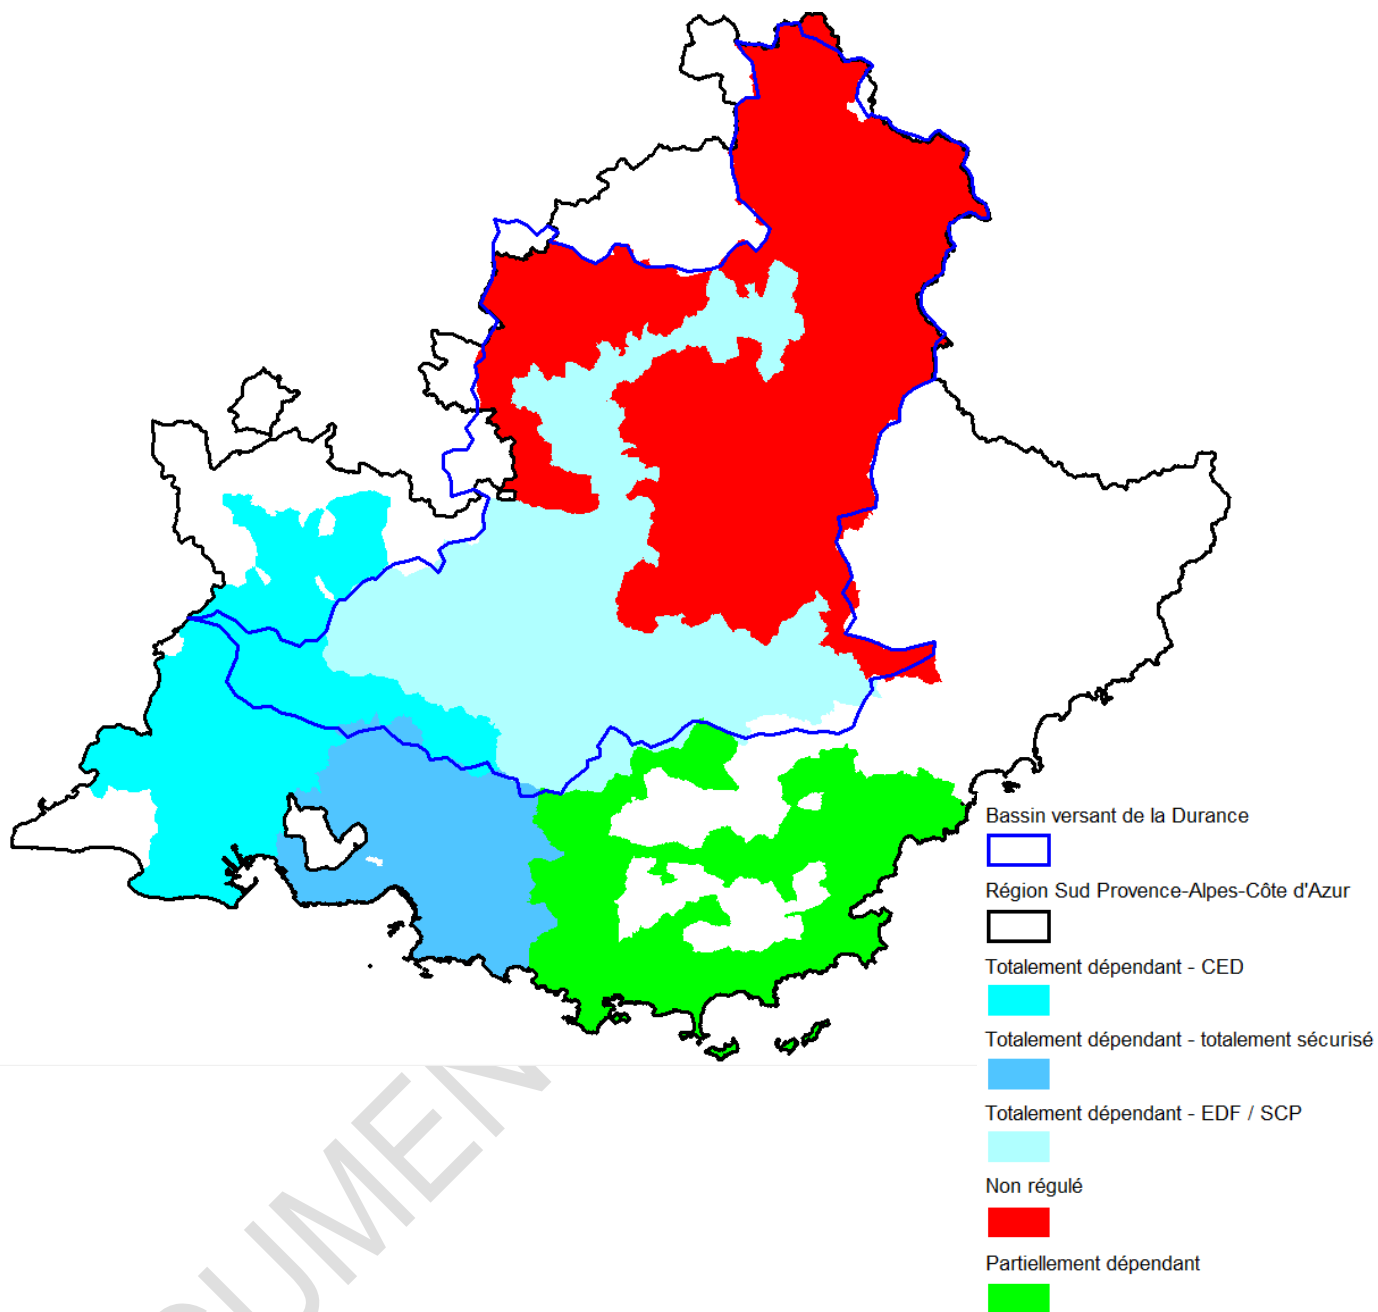 Bassin versant de la Durance
Région Sud Provence-Alpes-Côte d'Azur
Totalement dépendant - CED
Totalement dépendant - totalement sécurisé
Totalement dépendant - EDF / SCP
Non régulé
Partiellement dépendant
UMEN